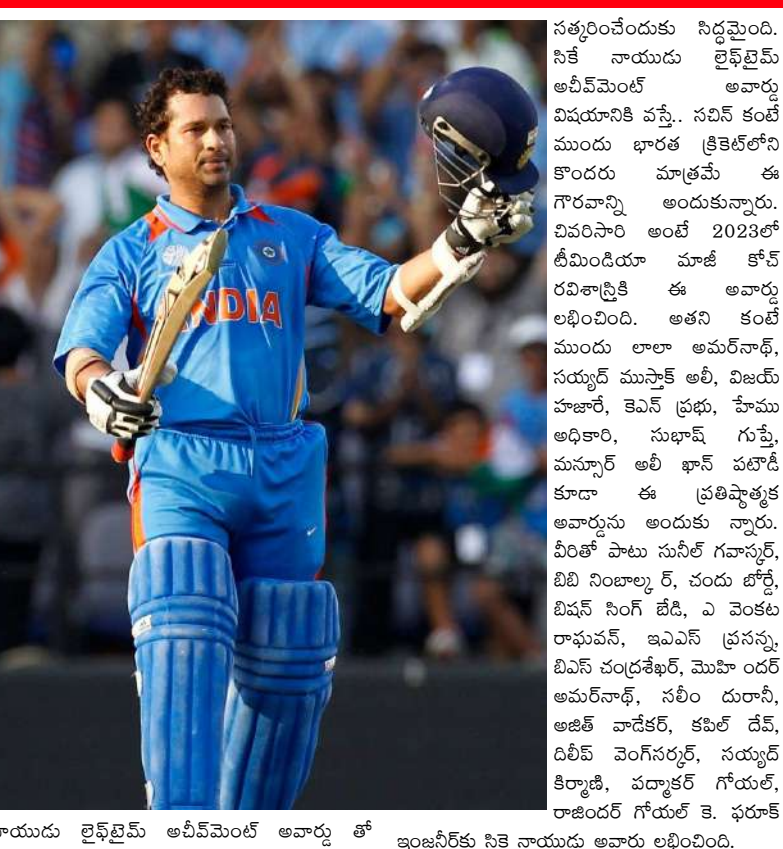 INDIA
నాయుడు లైఫ్‌టైమ్ అచీవ్‌మెంట్ అవార్డు తో
సత్కరించేందుకు సిద్ధమైంది.
సికే నాయుడు లైఫ్‌టైమ్
అచీవ్‌మెంట్ అవార్డు
విషయానికి వస్తే.. సచిన్ కంటే
ముందు భారత క్రికెట్‌లోని
కొందరు మాత్రమే ఈ
గౌరవాన్ని అందుకున్నారు.
చివరిసారి అంటే 2023లో
టీమిండియా మాజీ కోచ్
రవిశాస్త్రికి ఈ అవార్డు
లభించింది. అతని కంటే
ముందు లాలా అమర్‌నాథ్,
సయ్యద్ ముస్తాక్ అలీ, విజయ్
హజారే, కెఎన్ ప్రభు, హేము
అధికారి, సుభాష్ గుప్తే,
మన్సూర్ అలీ ఖాన్ పటౌడీ
కూడా ఈ ప్రతిష్ఠాత్మక
అవార్డును అందుకు న్నారు.
వీరితో పాటు సునీల్ గవాస్కర్,
బిబి నింబాల్క ర్, చందు బోర్డే,
బిషన్ సింగ్ బేడి, ఎ వెంకట
రాఘవన్, ఇఎఎస్ ప్రసన్న,
బిఎస్ చంద్రశేఖర్, మొహి ందర్
అమర్‌నాథ్, సలీం దురానీ,
అజిత్ వాడేకర్, కపిల్ దేవ్,
దిలీప్ వెంగ్‌సర్కర్, సయ్యద్
కిర్మాణి, పద్మాకర్ గోయల్,
రాజిందర్ గోయల్ కె. ఫరూక్
ఇంజనీర్‌కు సికె నాయుడు అవారు లభించింది.